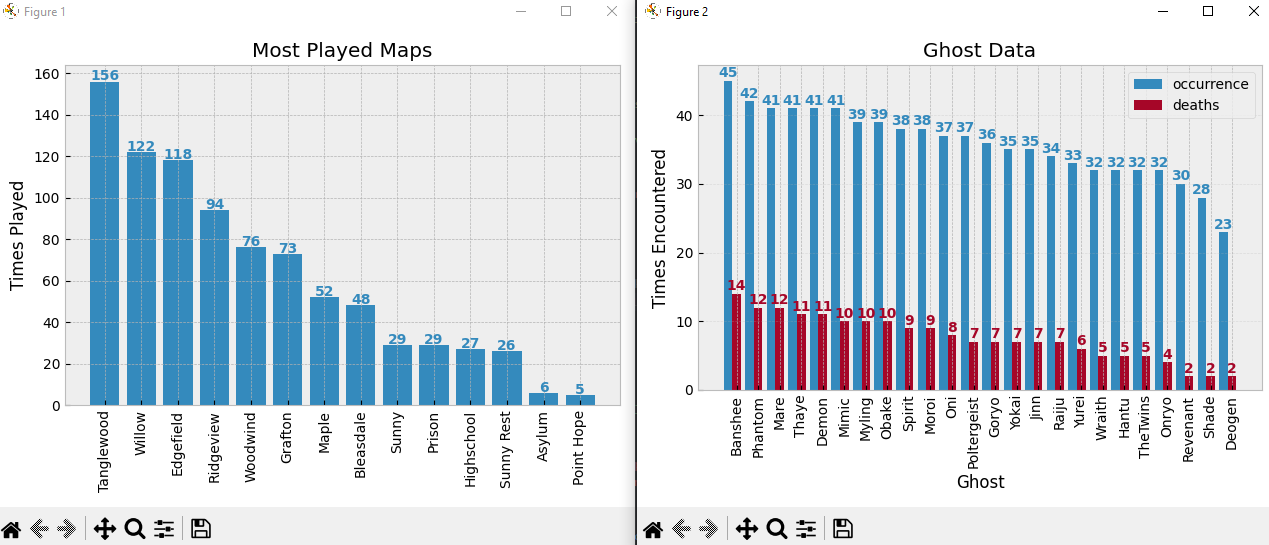 Figure 1
Most Played Maps
Times Played
160
140
120
100
80
60
40
20
0
156
122
118
94
76
73
52
48
29
29
27
26
6
5
Tanglewood
Willow
Edgefield
Ridgeview
Woodwind
Grafton
Maple
Bleasdale
Sunny
Prison
Highschool
Sunny Rest
Asylum
Point Hope
Figure 2
Ghost Data
occurrence
deaths
Times Encountered
40
30
20
10
0
45 42 41 41 41 41 39 39 38 38 37 37 36 35 35 34 33 32 32 32 32 30 28 23
14 12 12 11 11 10 10 10 9 9 8 7 7 7 7 7 6 5 5 5 4 2 2 2
Banshee
Phantom
Mare
Thaye
Demon
Mimic
Myling
Obake
Spirit
Moroi
Oni
Poltergeist
Goryo
Yokai
Jinn
Raiju
Yurei
Wraith
Hantu
TheTwins
Onryo
Revenant
Shade
Deogen
Ghost